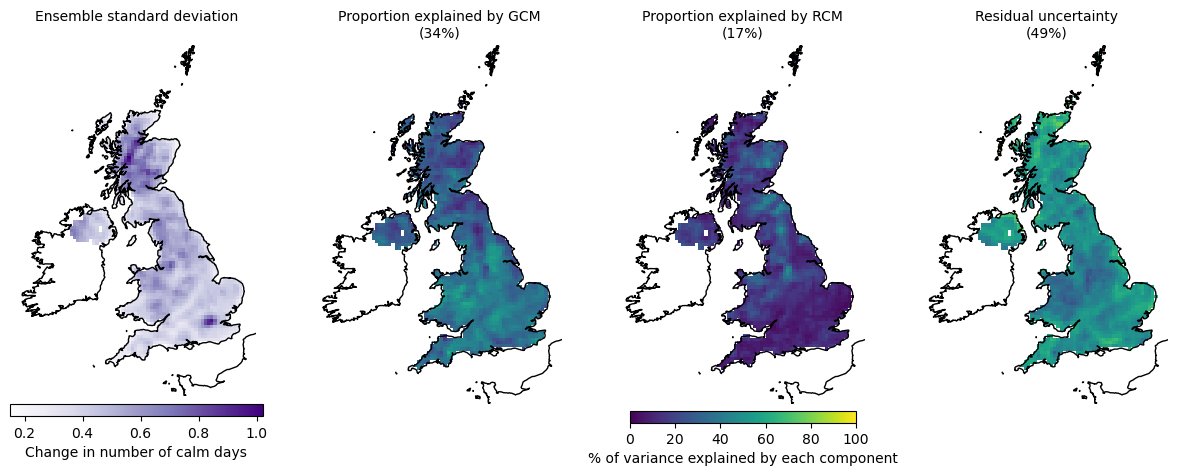 Ensemble standard deviation
Proportion explained by GCM
(34%)
Proportion explained by RCM
(17%)
Residual uncertainty
(49%)
0.2 0.4 0.6 0.8 1.0
Change in number of calm days
0 20 40 60 80 100
% of variance explained by each component